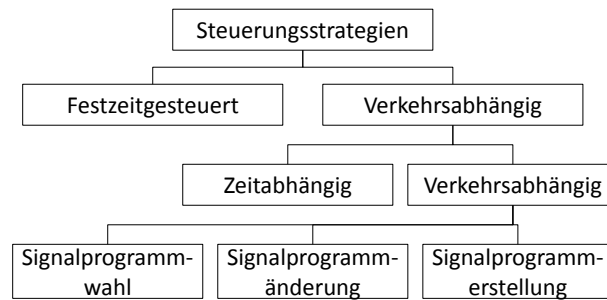 Steuerungsstrategien
Festzeitgesteuert
Verkehrsabhängig
Zeitabhängig
Verkehrsabhängig
Signalprogramm-
wahl
Signalprogramm-
änderung
Signalprogramm-
erstellung